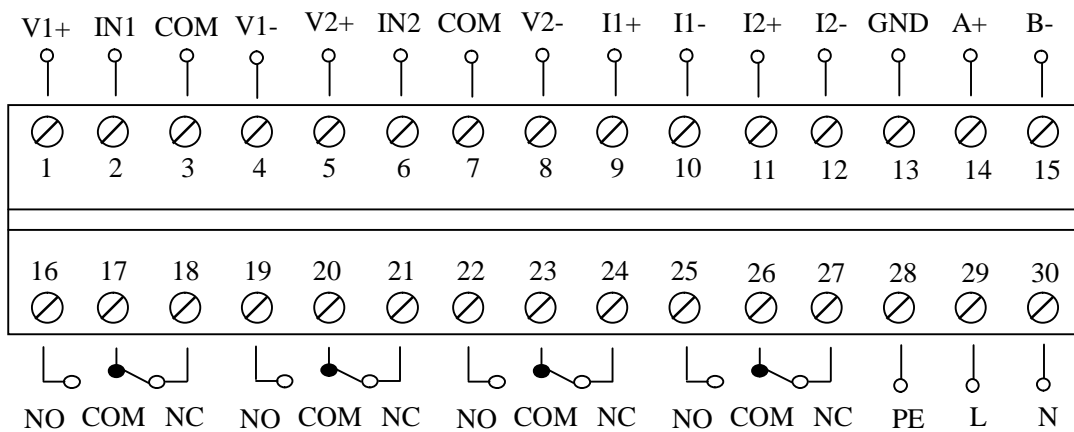 V1+ IN1 COM V1- V2+ IN2 COM V2- I1+ I1- I2+ I2- GND A+ B-
1 2 3 4 5 6 7 8 9 10 11 12 13 14 15
16 17 18 19 20 21 22 23 24 25 26 27 28 29 30
NO COM NC NO COM NC NO COM NC NO COM NC PE L N